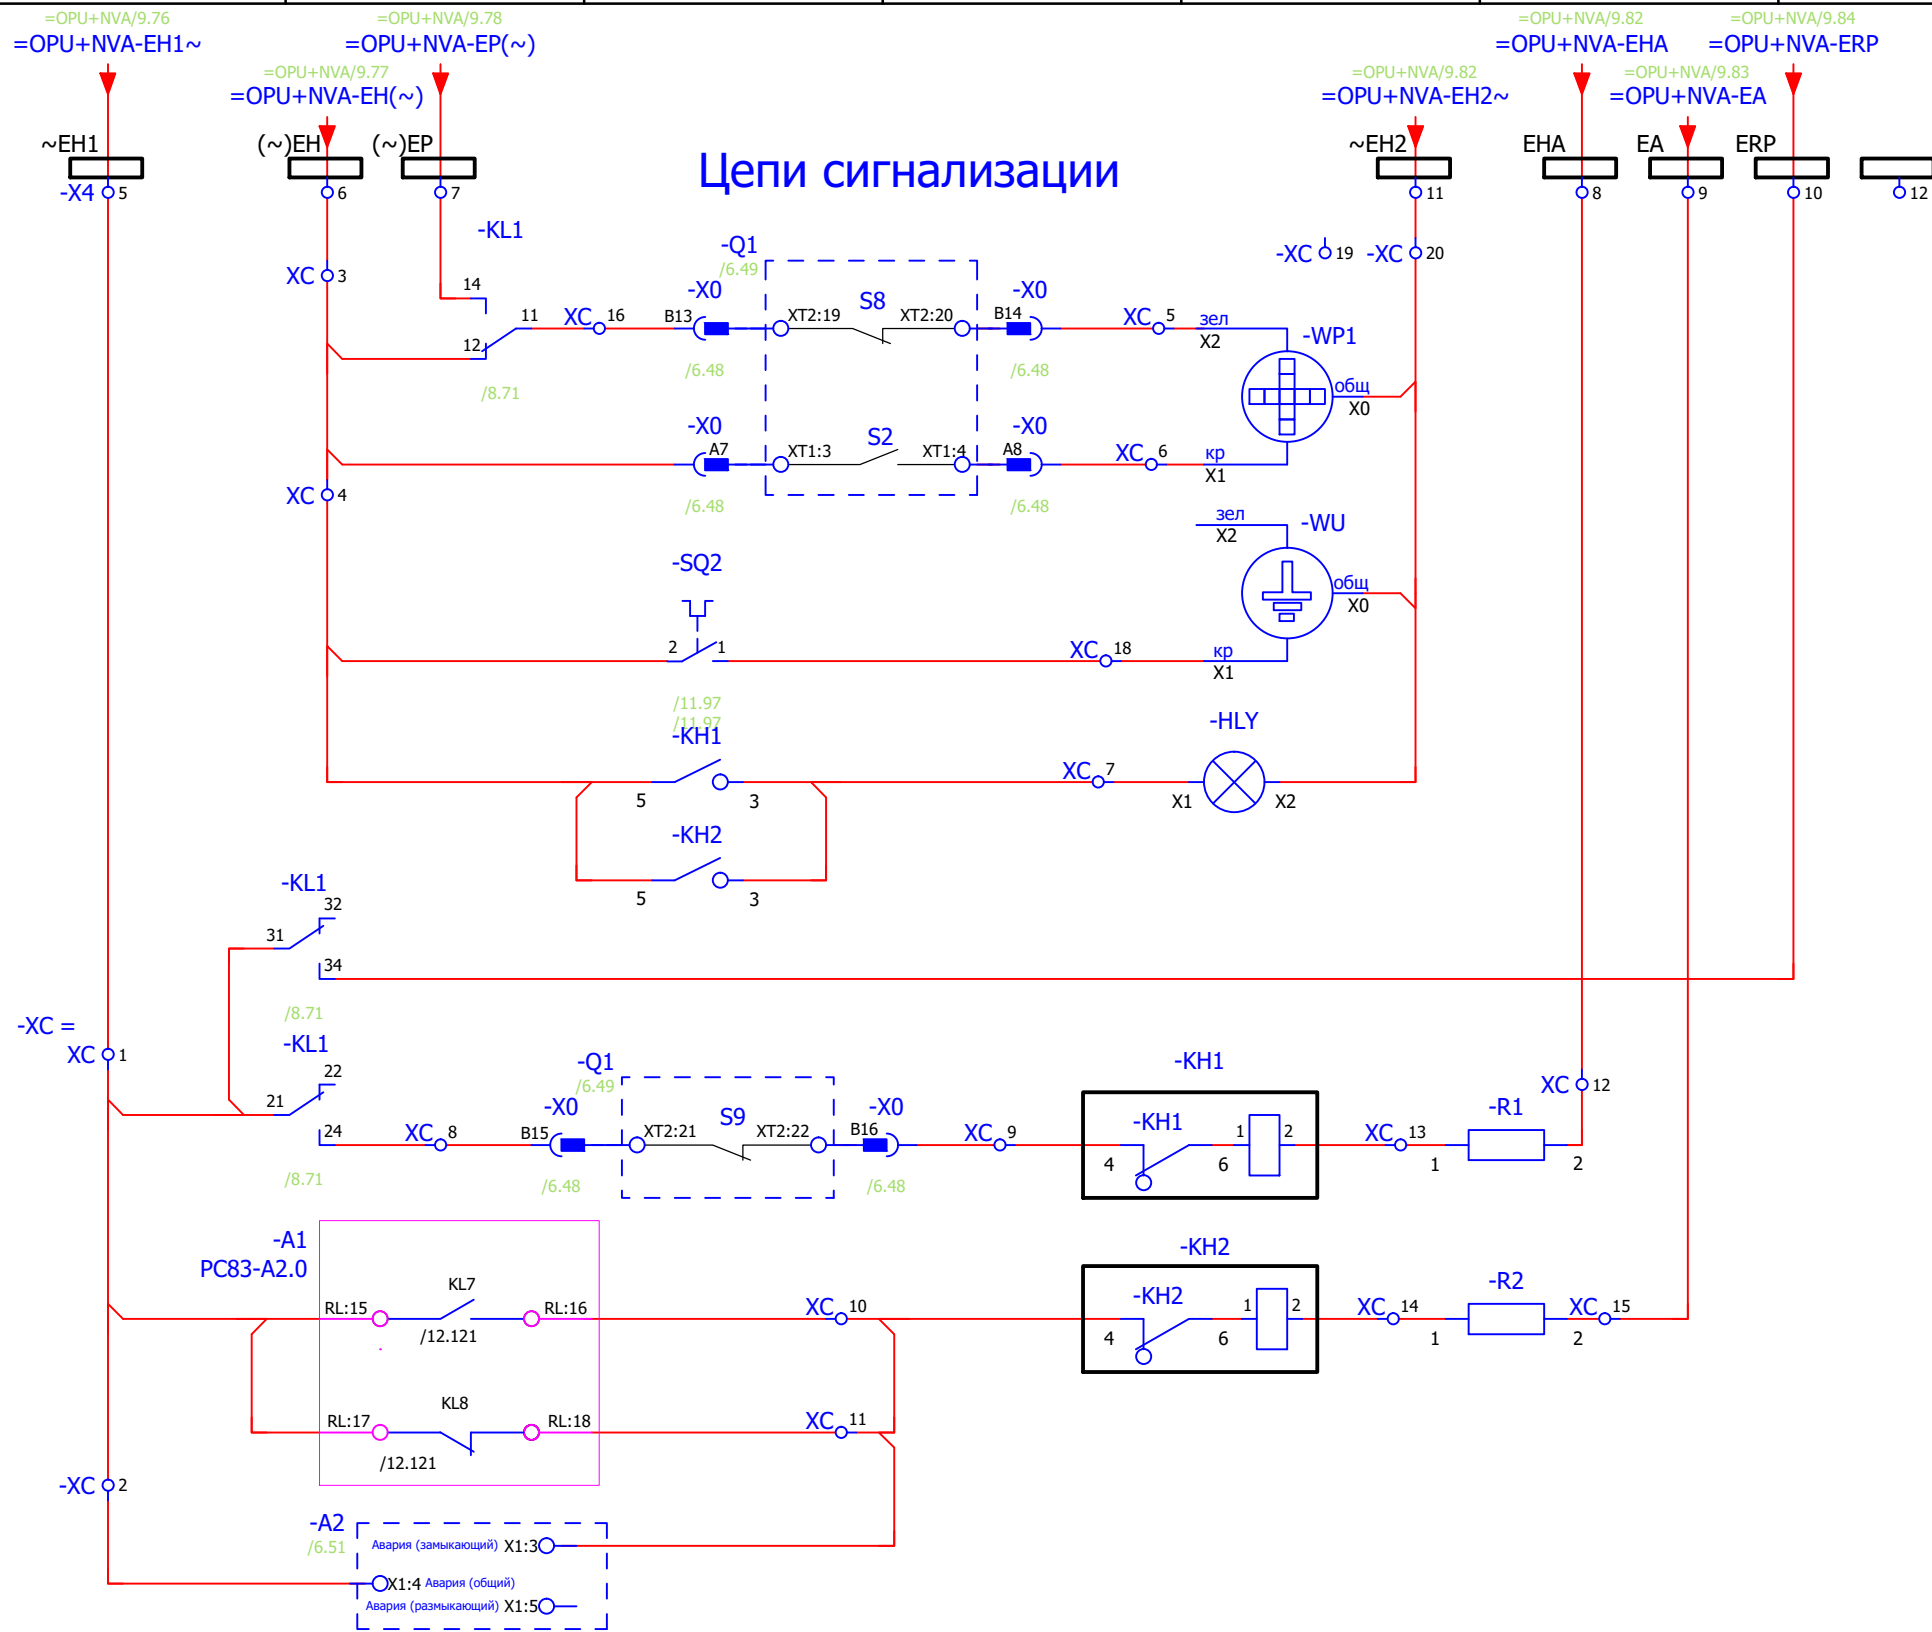 =OPU+NVA/9.76
=OPU+NVA-EH1~
=OPU+NVA/9.78
=OPU+NVA-EP(~)
=OPU+NVA/9.77
=OPU+NVA-EH(~)
=OPU+NVA/9.82
=OPU+NVA-EHA
=OPU+NVA/9.84
=OPU+NVA-ERP
=OPU+NVA/9.82
=OPU+NVA-EH2~
=OPU+NVA/9.83
=OPU+NVA-EA
~EH1
(~)EH
(~)EP
~EH2
EHA
EA
ERP
Цепи сигнализации
-X4 5
6
7
11
8
9
10
12
-KL1
-Q1
/6.49
-XC 19
-XC 20
XC 3
14
11
12
/8.71
XC 16
-X0
B13
/6.48
XT2:19
S8
XT2:20
-X0
B14
/6.48
XC 5
зел
X2
-WP1
общ
X0
-X0
A7
/6.48
XT1:3
S2
XT1:4
-X0
A8
/6.48
XC 6
кр
X1
XC 4
зел
X2
-WU
общ
X0
-SQ2
2
1
/11.97
/11.97
XC 18
кр
X1
-KH1
5
3
XC 7
-HLY
X1
X2
-KH2
5
3
-KL1
32
31
34
/8.71
-XC =
XC 1
-KL1
22
21
24
/8.71
XC 8
-X0
B15
/6.48
-Q1
/6.49
XT2:21
S9
XT2:22
-X0
B16
/6.48
XC 9
-KH1
-KH1
4
6
1
2
XC 13
-R1
1
2
XC 12
-A1
PC83-A2.0
RL:15
KL7
RL:16
/12.121
XC 10
-KH2
-KH2
4
6
1
2
XC 14
-R2
1
2
XC 15
RL:17
KL8
RL:18
/12.121
XC 11
-XC 2
-A2
/6.51
Авария (замыкающий) X1:3
X1:4 Авария (общий)
Авария (размыкающий) X1:5